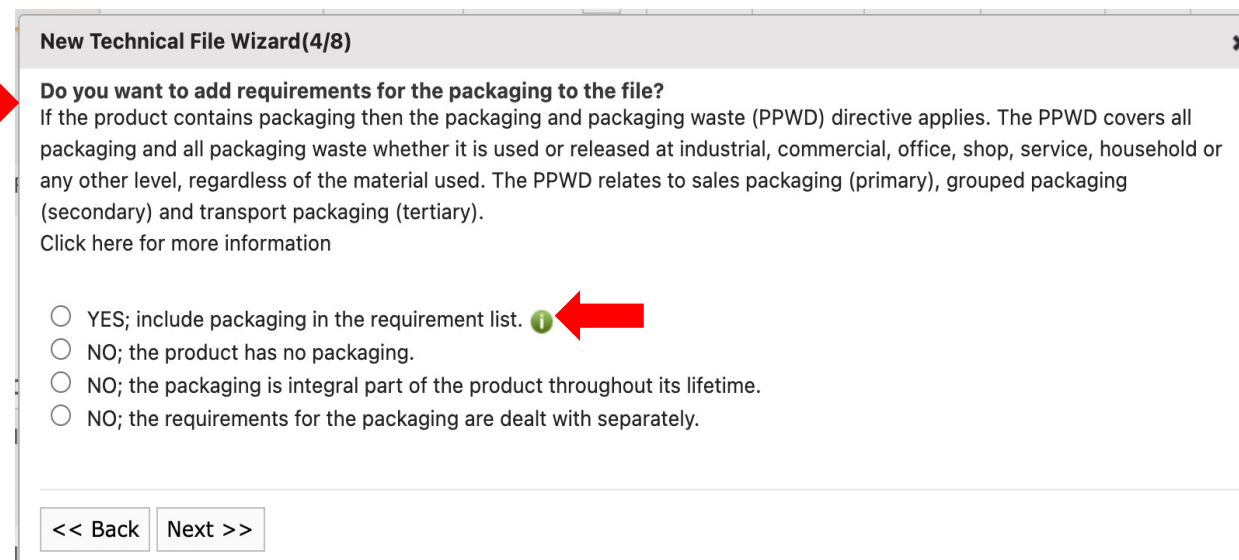 New Technical File Wizard(4/8)
Do you want to add requirements for the packaging to the file?
If the product contains packaging then the packaging and packaging waste (PPWD) directive applies. The PPWD covers all
packaging and all packaging waste whether it is used or released at industrial, commercial, office, shop, service, household or
any other level, regardless of the material used. The PPWD relates to sales packaging (primary), grouped packaging
(secondary) and transport packaging (tertiary).
Click here for more information
YES; include packaging in the requirement list.
NO; the product has no packaging.
NO; the packaging is integral part of the product throughout its lifetime.
NO; the requirements for the packaging are dealt with separately.
<< Back Next >>